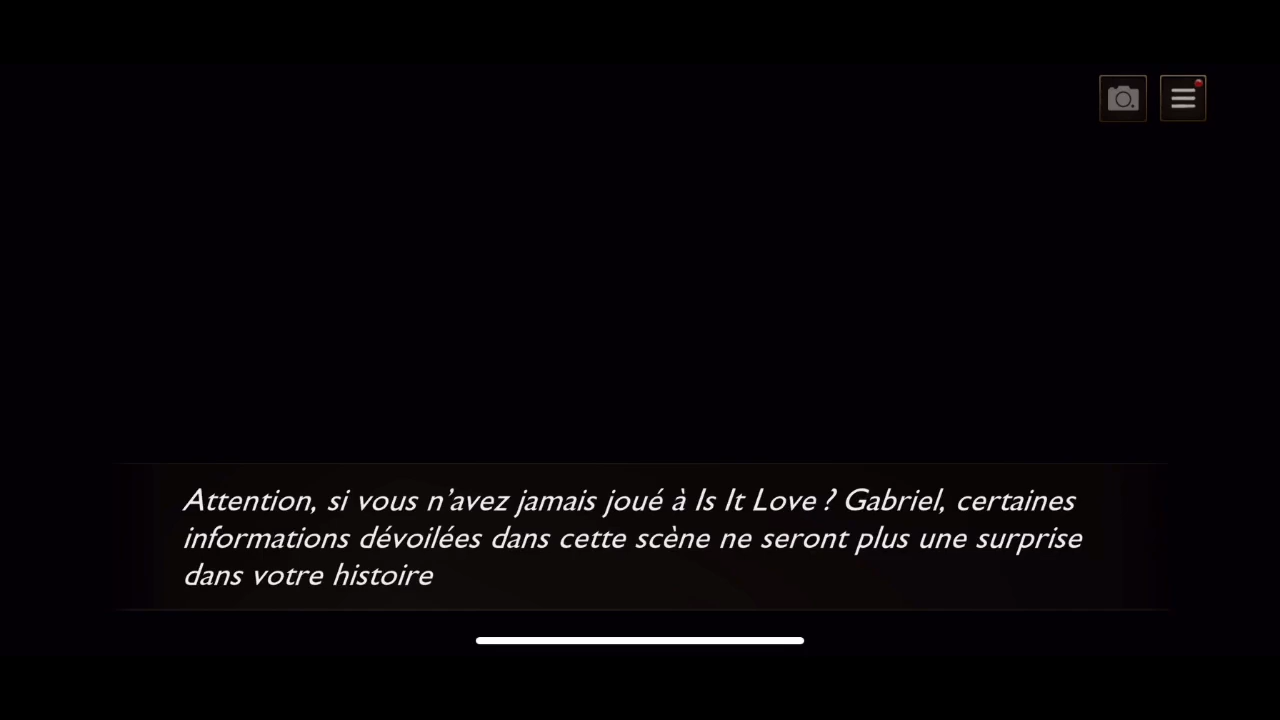 Attention, si vous n’avez jamais joué à Is It Love ? Gabriel, certaines
informations dévoilées dans cette scène ne seront plus une surprise
dans votre histoire